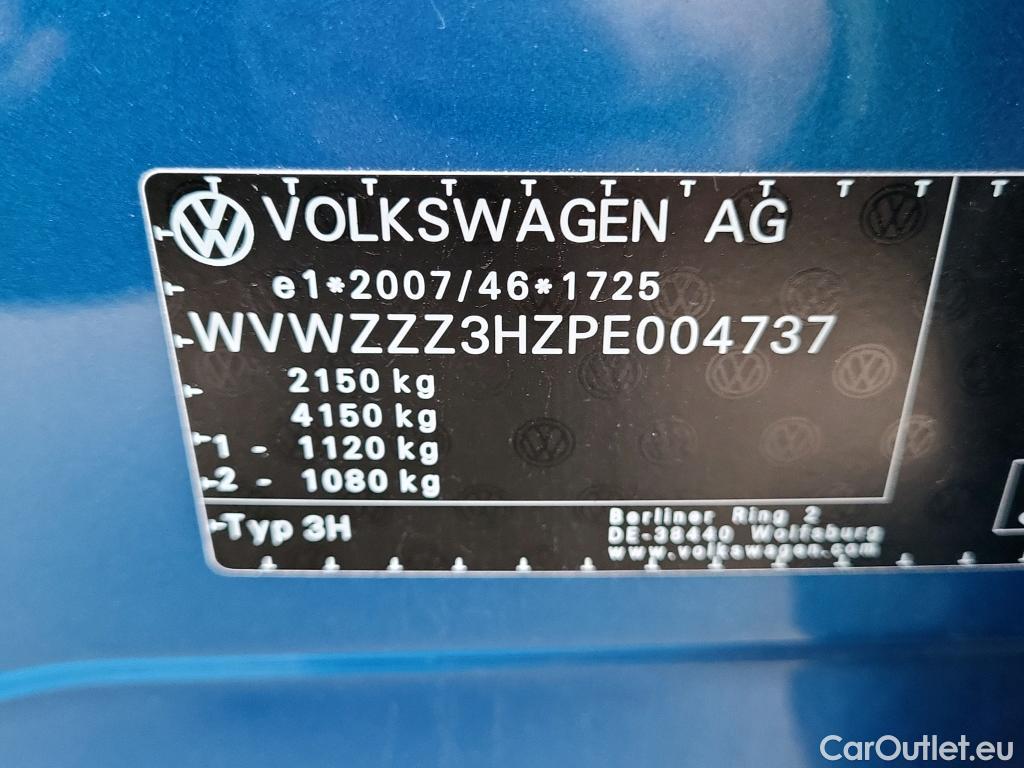 VOLKSWAGEN AG
e1*2007/46*1725
WVWZZZ3HZPE004737
2150 kg
4150 kg
1 - 1120 kg
2 - 1080 kg
Typ 3H
Berliner Ring 2
DE-38440 Wolfsburg
www.volkswagen.com
CarOutlet.eu